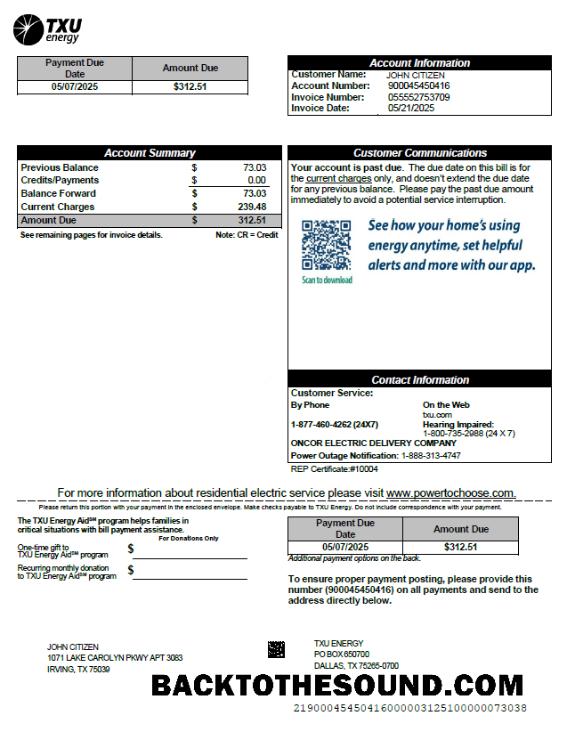 TXU
energy
Payment Due
Date
Amount Due
05/07/2025
$312.51
Account Information
Customer Name: JOHN CITIZEN
Account Number: 900045450416
Invoice Number: 055552753709
Invoice Date: 05/21/2025
Account Summary
Previous Balance $ 73.03
Credits/Payments $ 0.00
Balance Forward $ 73.03
Current Charges $ 239.48
Amount Due $ 312.51
See remaining pages for invoice details. Note: CR = Credit
Customer Communications
Your account is past due. The due date on this bill is for
the current charges only, and doesn't extend the due date
for any previous balance. Please pay the past due amount
immediately to avoid a potential service interruption.
See how your home's using
energy anytime, set helpful
alerts and more with our app.
Scan to download
Contact Information
Customer Service:
By Phone On the Web
txu.com
1-877-460-4262 (24X7) Hearing Impaired:
1-800-735-2988 (24 X 7)
ONCOR ELECTRIC DELIVERY COMPANY
Power Outage Notification: 1-888-313-4747
REP Certificate:#10004
For more information about residential electric service please visit www.powertochoose.com.
Please return this portion with your payment in the enclosed envelope. Make checks payable to TXU Energy. Do not include correspondence with your payment.
The TXU Energy Aid℠ program helps families in
critical situations with bill payment assistance.
For Donations Only
One-time gift to
TXU Energy Aid℠ program $
Recurring monthly donation
to TXU Energy Aid℠ program $
Payment Due
Date
Amount Due
05/07/2025
$312.51
Additional payment options on the back.
To ensure proper payment posting, please provide this
number (900045450416) on all payments and send to the
address directly below.
JOHN CITIZEN
1071 LAKE CAROLYN PKWY APT 3083
IRVING, TX 75039
TXU ENERGY
PO BOX 650700
DALLAS, TX 75265-0700
BACKTOTHESOUND.COM
2190004545041600000312510000​0073038